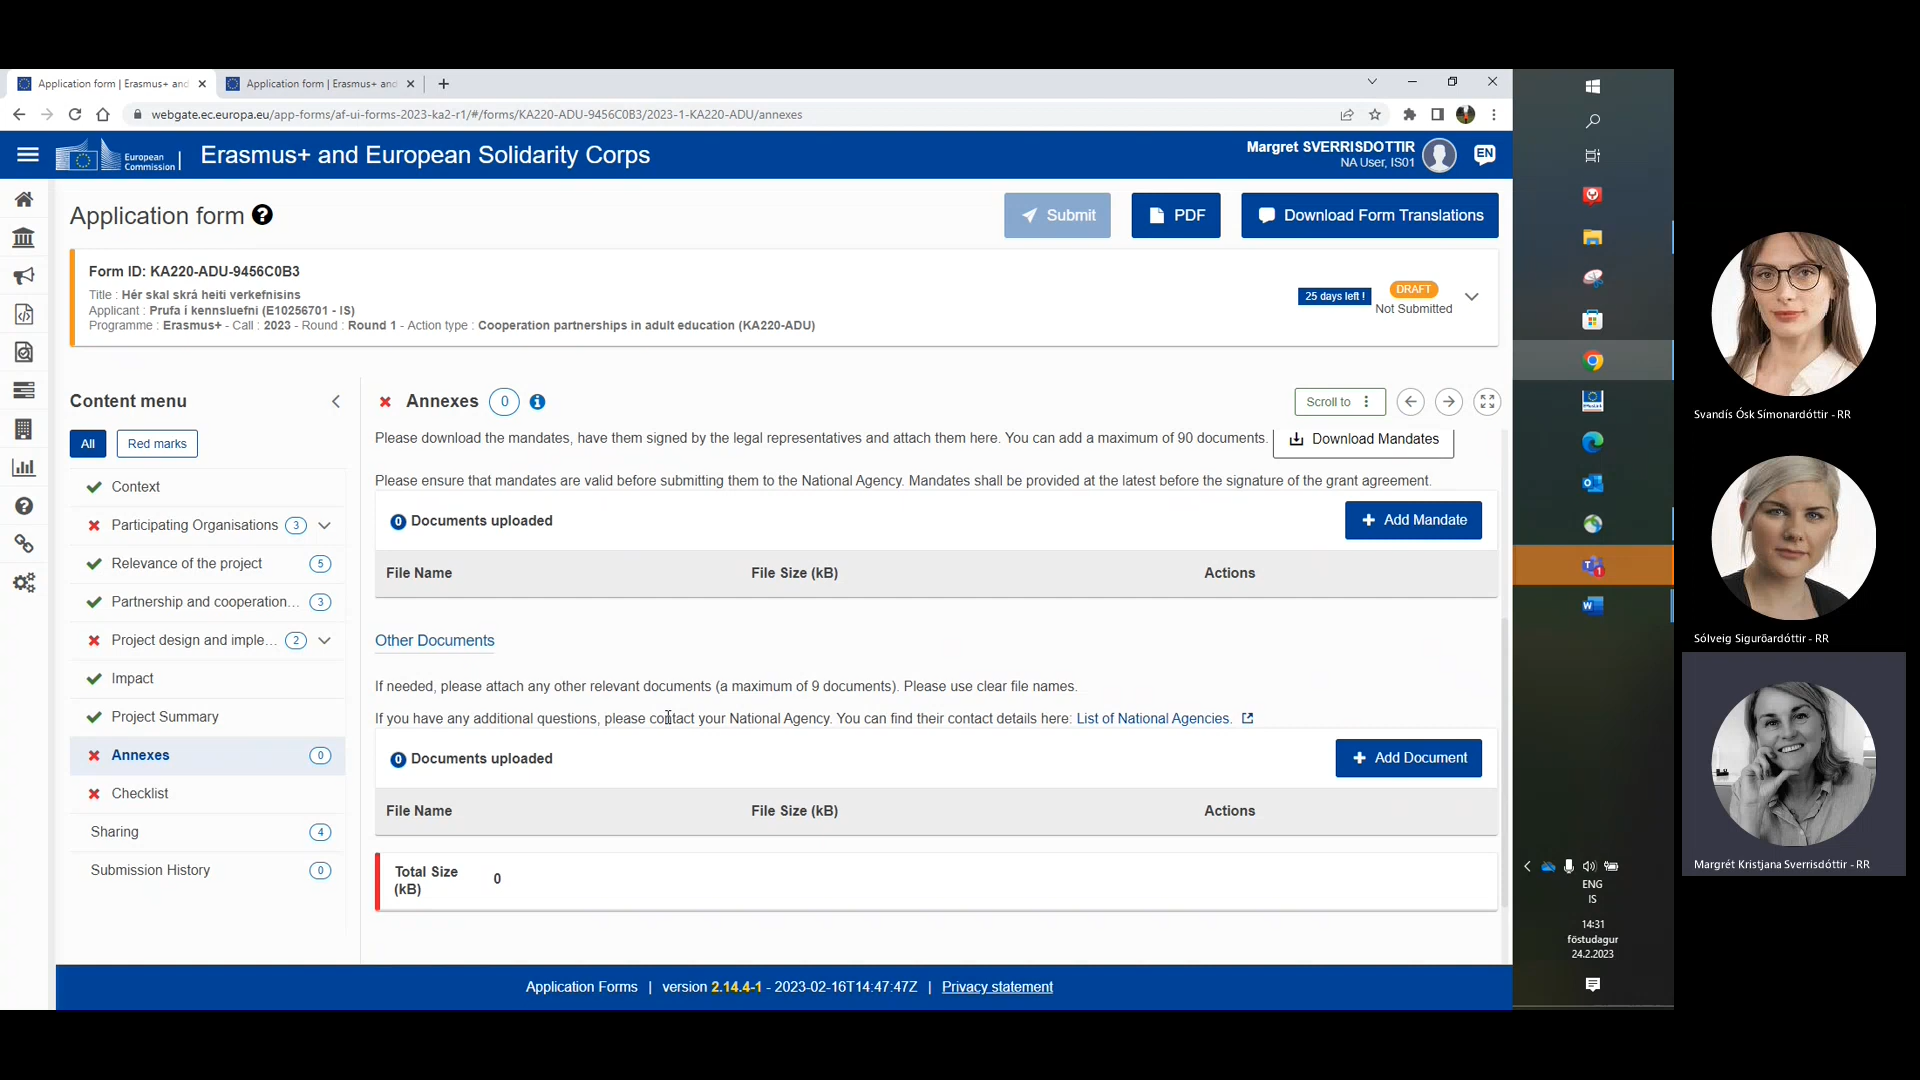 Application form | Erasmus+ and
Application form | Erasmus+ and
webgate.ec.europa.eu/app-forms/af-ui-forms-2023-ka2-r1/#/forms/KA220-ADU-9456C0B3/2023-1-KA220-ADU/annexes
European Commission
Erasmus+ and European Solidarity Corps
Margret SVERRISDOTTIR
NA User, IS01
EN
Application form
Submit
PDF
Download Form Translations
Form ID: KA220-ADU-9456C0B3
Title : Hér skal skrá heiti verkefnisins
Applicant : Prufa í kennsluefni (E10256701 - IS)
Programme : Erasmus+ - Call : 2023 - Round : Round 1 - Action type : Cooperation partnerships in adult education (KA220-ADU)
25 days left !
DRAFT
Not Submitted
Content menu
All
Red marks
Context
Participating Organisations 3
Relevance of the project 5
Partnership and cooperation... 3
Project design and imple... 2
Impact
Project Summary
Annexes 0
Checklist
Sharing 4
Submission History 0
Annexes 0
Scroll to
Please download the mandates, have them signed by the legal representatives and attach them here. You can add a maximum of 90 documents.
Download Mandates
Please ensure that mandates are valid before submitting them to the National Agency. Mandates shall be provided at the latest before the signature of the grant agreement.
0 Documents uploaded
+ Add Mandate
File Name File Size (kB) Actions
Other Documents
If needed, please attach any other relevant documents (a maximum of 9 documents). Please use clear file names.
If you have any additional questions, please contact your National Agency. You can find their contact details here: List of National Agencies.
0 Documents uploaded
+ Add Document
File Name File Size (kB) Actions
Total Size (kB) 0
Application Forms | version 2.14.4-1 - 2023-02-16T14:47:47Z | Privacy statement
ENG
IS
14:31
föstudagur
24.2.2023
Svandís Ósk Símonardóttir - RR
Sólveig Sigurðardóttir - RR
Margrét Kristjana Sverrisdóttir - RR